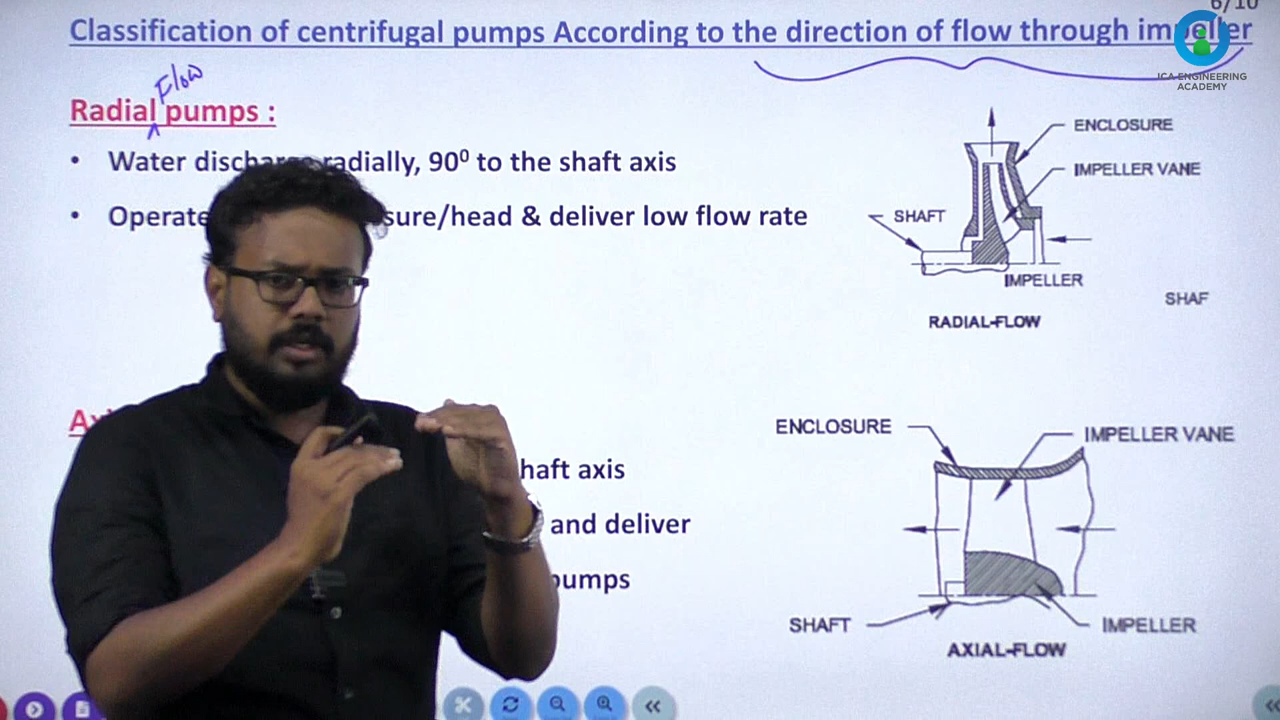 6/10
Classification of centrifugal pumps According to the direction of flow through impeller
ICA ENGINEERING
ACADEMY
Flow
Radial pumps :
• Water discharge radially, 90⁰ to the shaft axis
• Operate sure/head & deliver low flow rate
ENCLOSURE
IMPELLER VANE
SHAFT
IMPELLER
SHAF
RADIAL-FLOW
haft axis
and deliver
pumps
ENCLOSURE
IMPELLER VANE
SHAFT
IMPELLER
AXIAL-FLOW